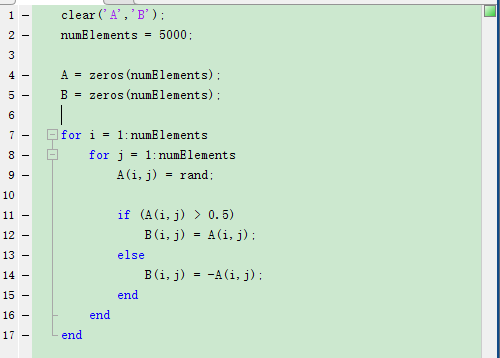 1 – clear('A','B');
2 – numElements = 5000;
3
4 – A = zeros(numElements);
5 – B = zeros(numElements);
6
7 – for i = 1:numElements
8 – for j = 1:numElements
9 – A(i,j) = rand;
10
11 – if (A(i,j) > 0.5)
12 – B(i,j) = A(i,j);
13 – else
14 – B(i,j) = -A(i,j);
15 – end
16 – end
17 – end